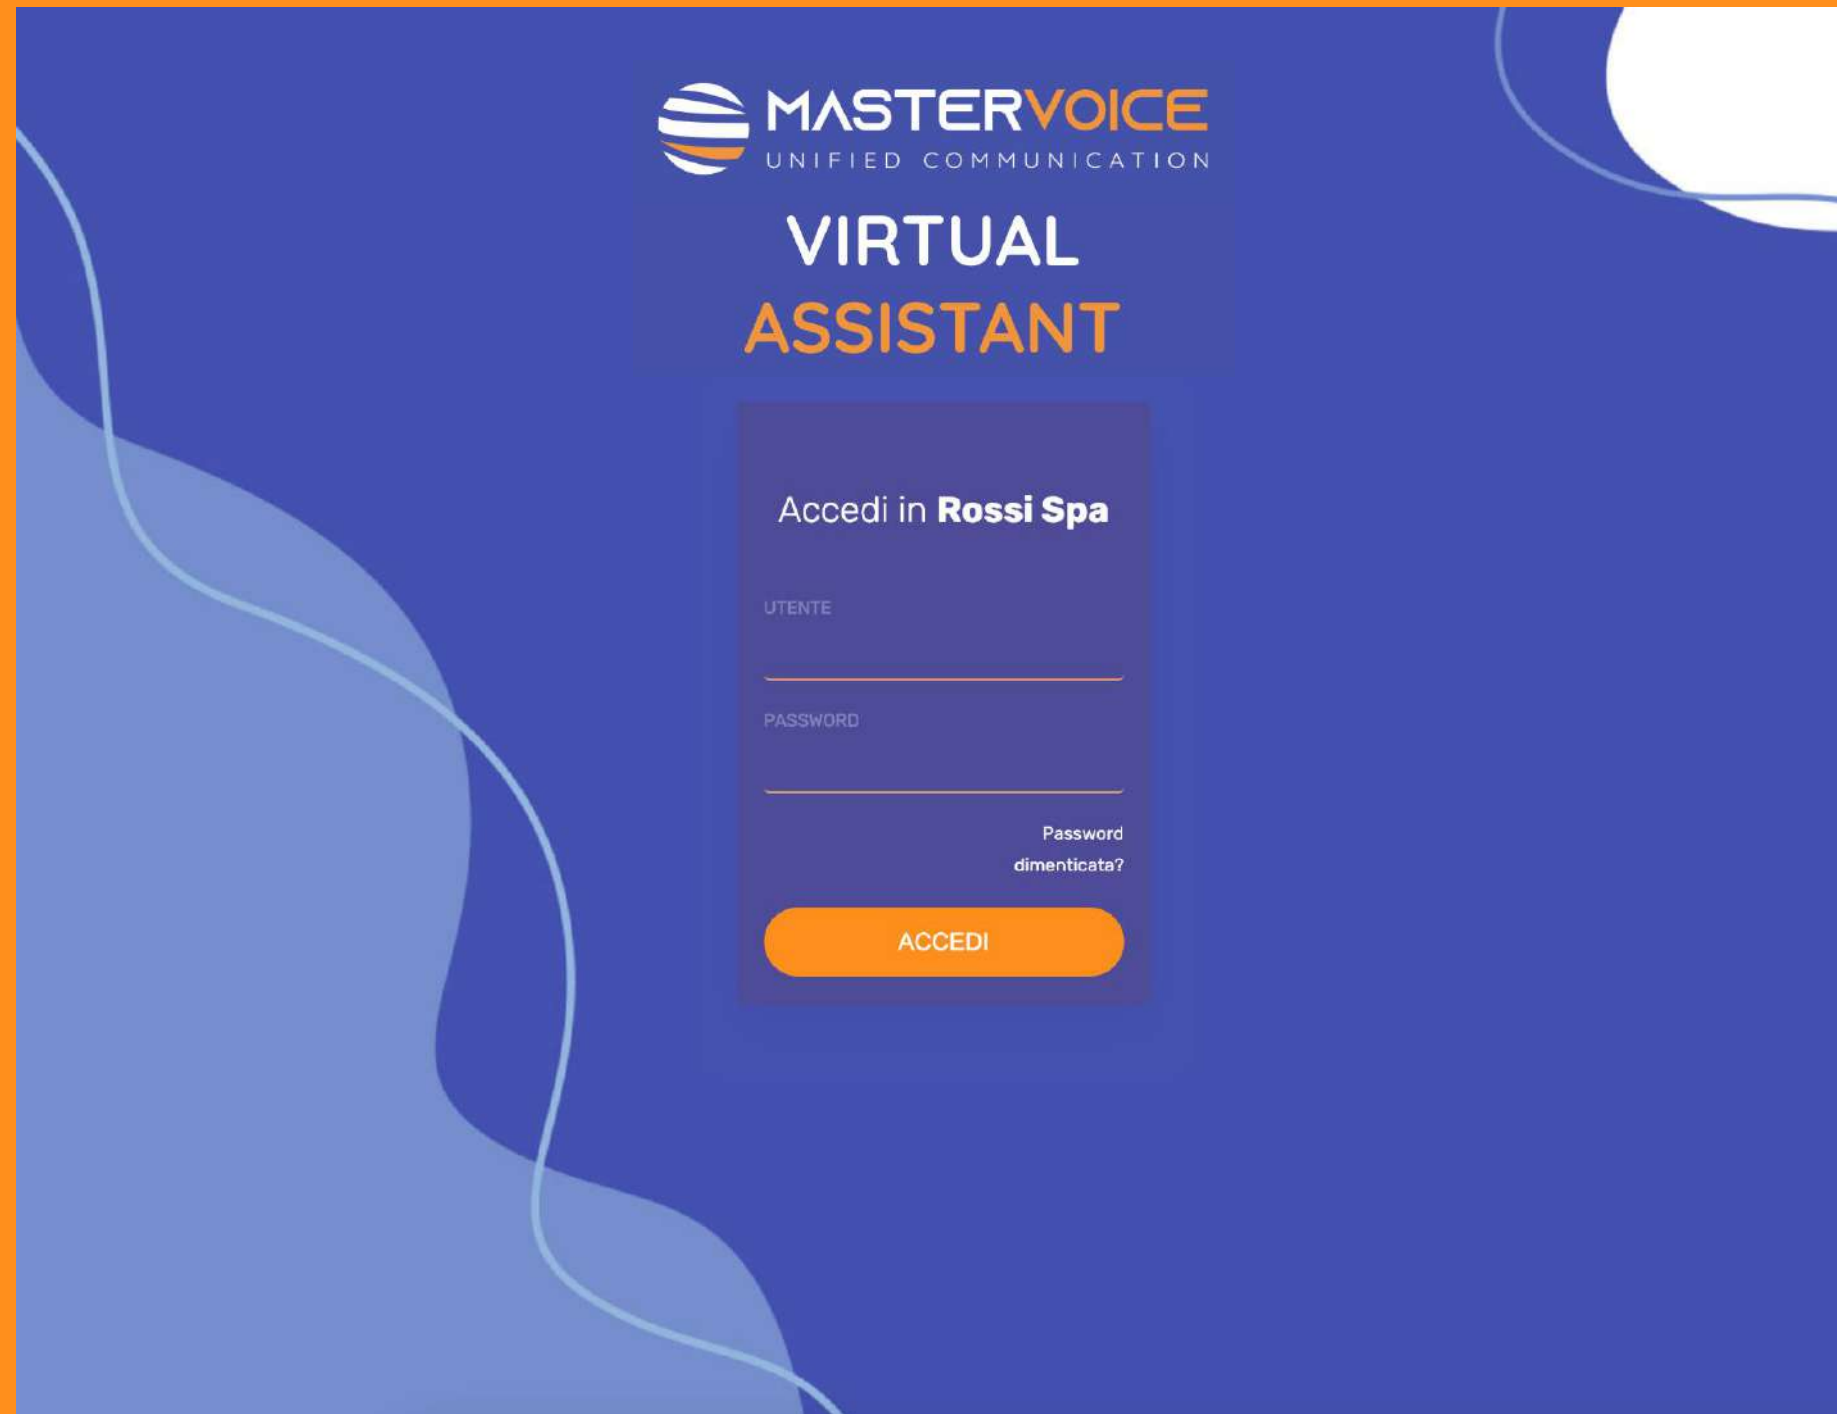 MASTERVOICE
UNIFIED COMMUNICATION
VIRTUAL
ASSISTANT
Accedi in Rossi Spa
UTENTE
PASSWORD
Password
dimenticata?
ACCEDI